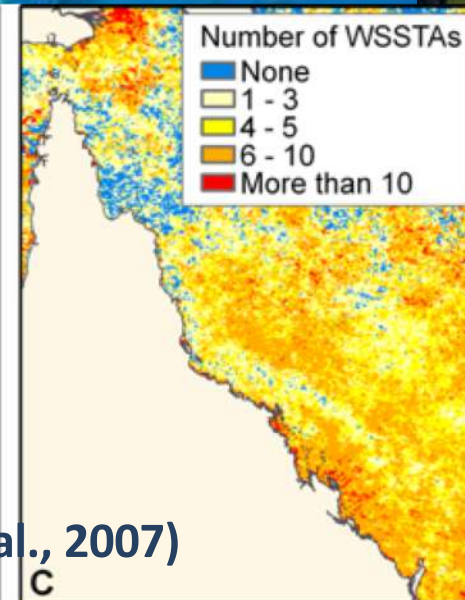 Number of WSSTAs
None
1 - 3
4 - 5
6 - 10
More than 10
al., 2007)
C